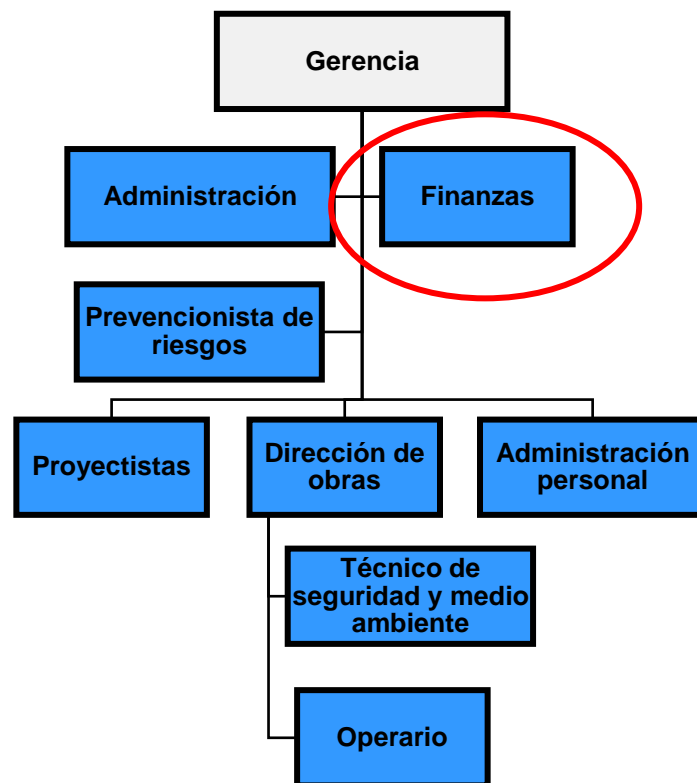 Gerencia
Administración
Finanzas
Prevencionista de
riesgos
Proyectistas
Dirección de
obras
Administración
personal
Técnico de
seguridad y medio
ambiente
Operario